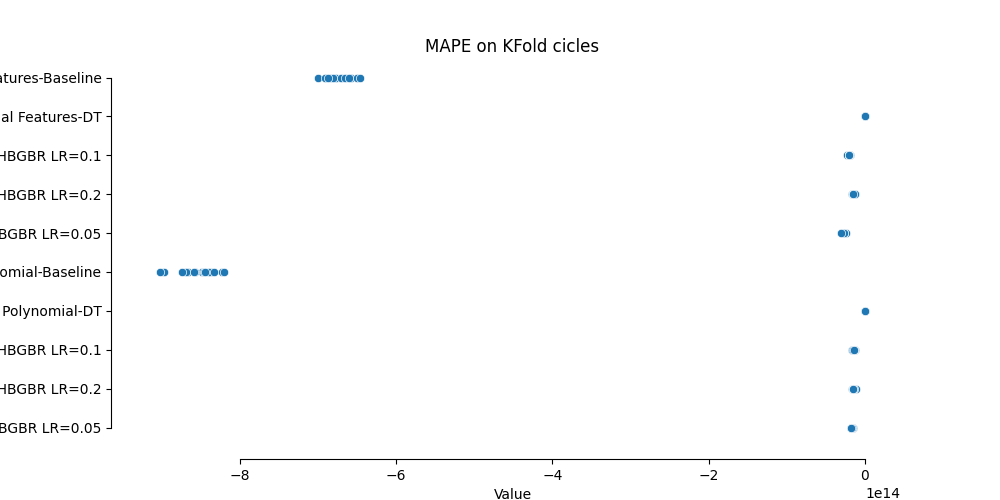 MAPE on KFold cicles
atures-Baseline
al Features-DT
HBGBR LR=0.1
HBGBR LR=0.2
BGBR LR=0.05
omial-Baseline
Polynomial-DT
HBGBR LR=0.1
HBGBR LR=0.2
BGBR LR=0.05
−8 −6 −4 −2 0
1e14
Value